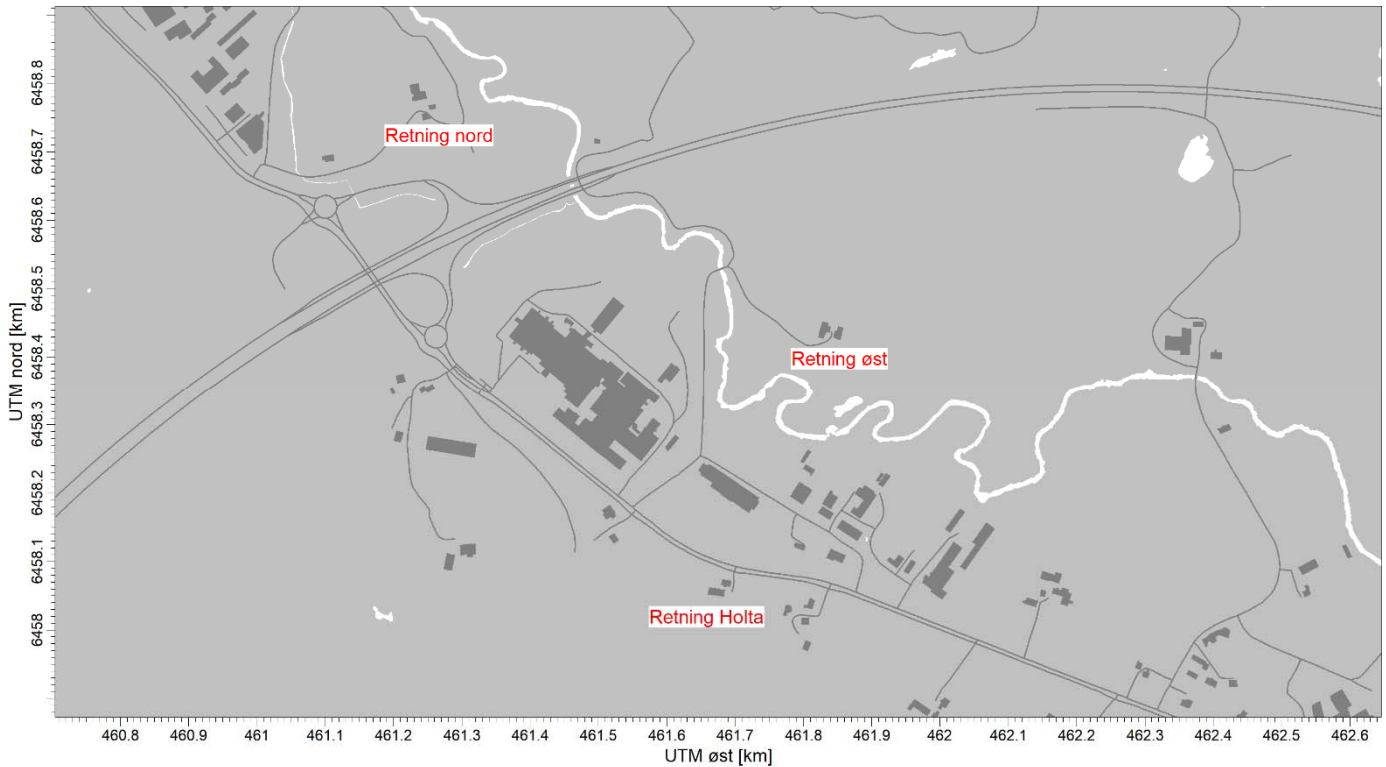 6458.8
Retning nord
6458.7
6458.6
6458.5
UTM nord [km]
6458.4
Retning øst
6458.3
6458.2
6458.1
Retning Holta
6458
460.8 460.9 461 461.1 461.2 461.3 461.4 461.5 461.6 461.7 461.8 461.9 462 462.1 462.2 462.3 462.4 462.5 462.6
UTM øst [km]